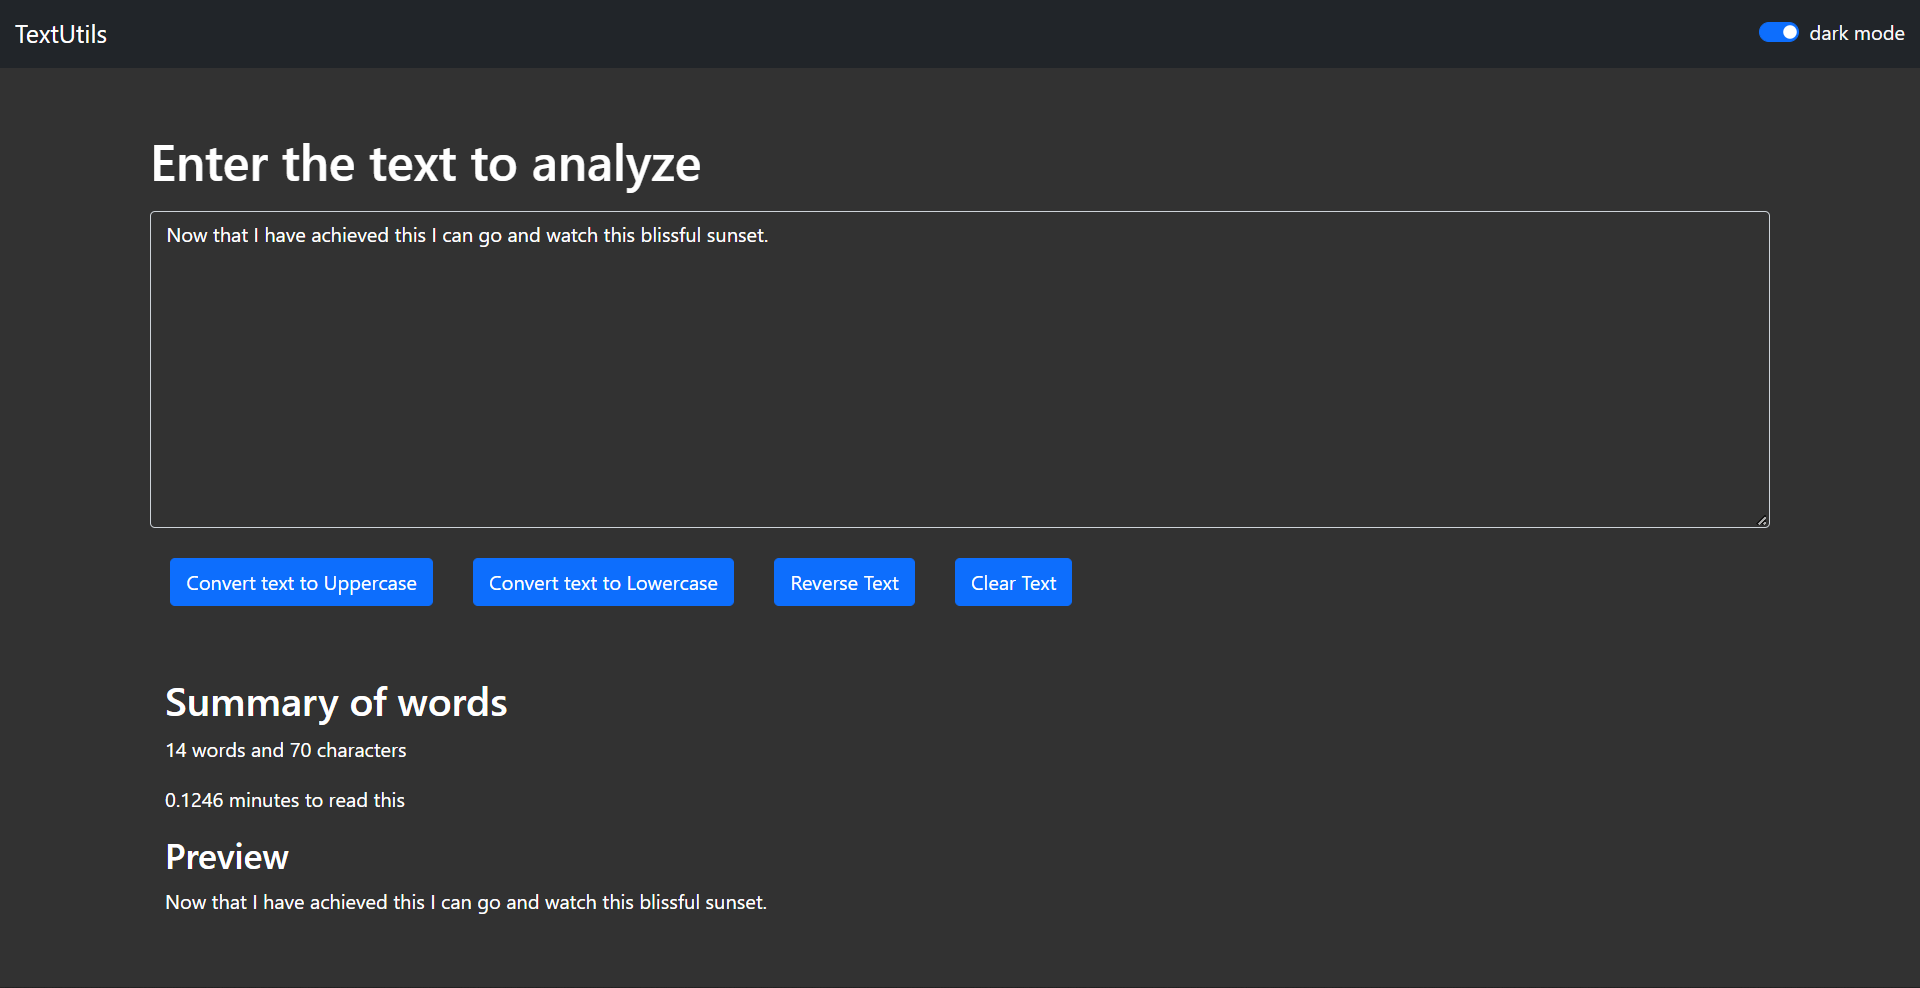 TextUtils
dark mode
Enter the text to analyze
Now that I have achieved this I can go and watch this blissful sunset.
Convert text to Uppercase
Convert text to Lowercase
Reverse Text
Clear Text
Summary of words
14 words and 70 characters
0.1246 minutes to read this
Preview
Now that I have achieved this I can go and watch this blissful sunset.